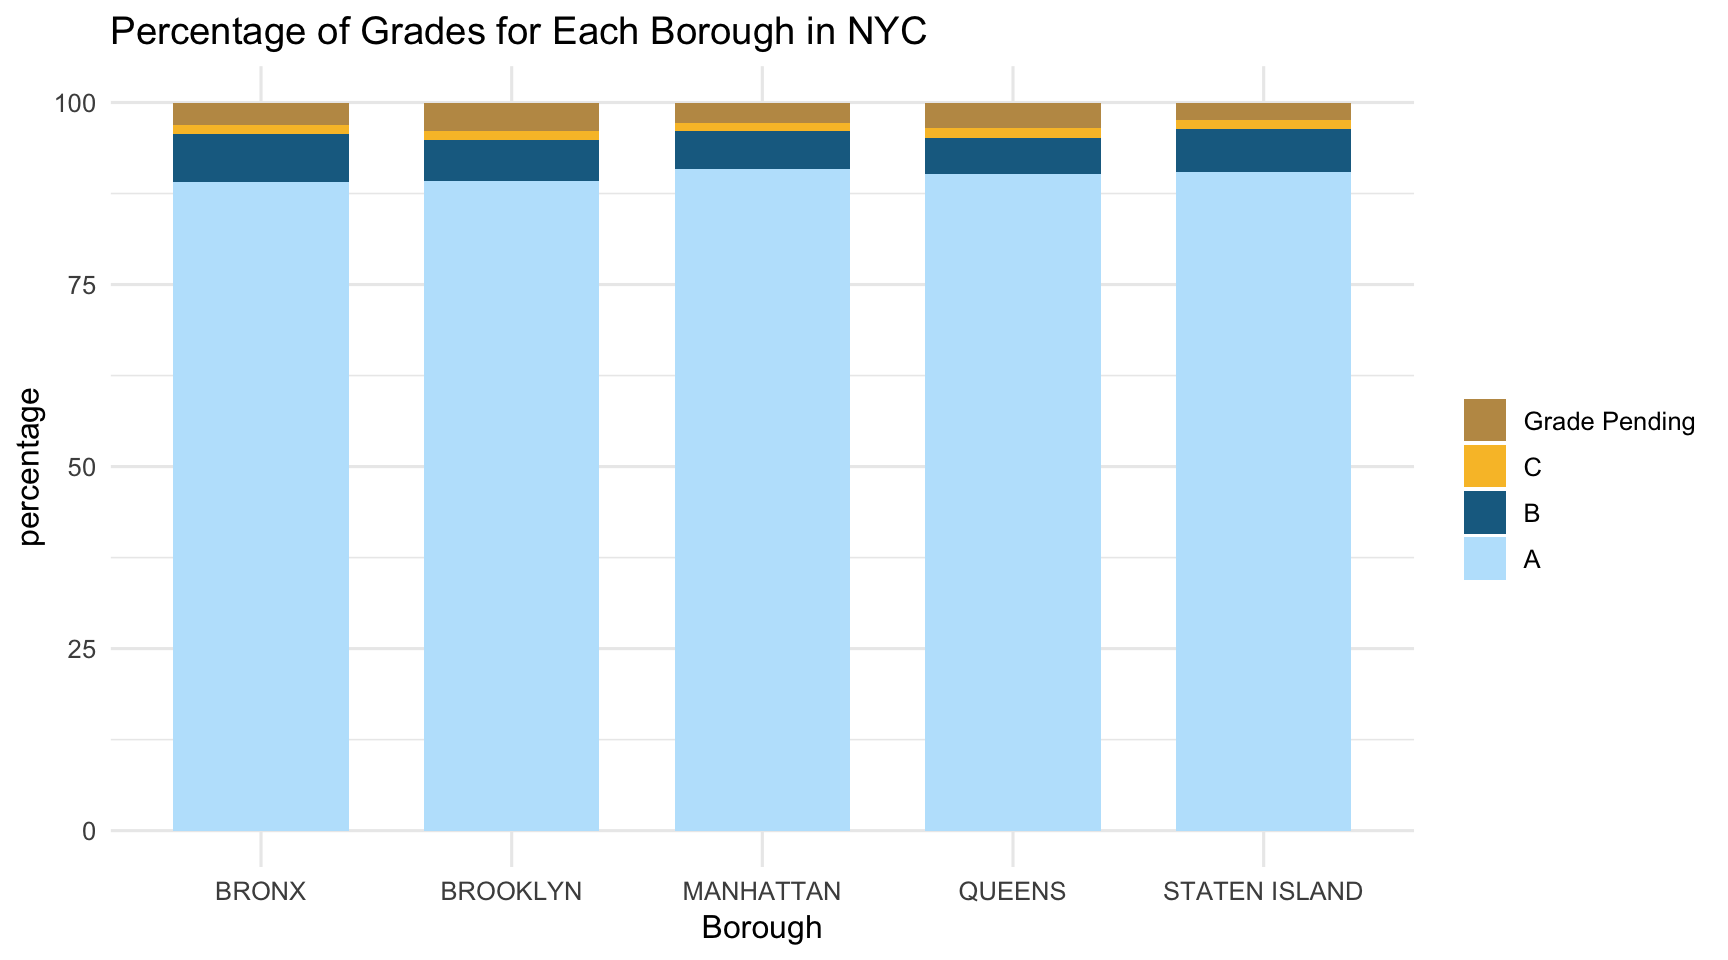 Percentage of Grades for Each Borough in NYC
100
75
50
25
0
percentage
BRONX
BROOKLYN
MANHATTAN
QUEENS
STATEN ISLAND
Borough
Grade Pending
C
B
A